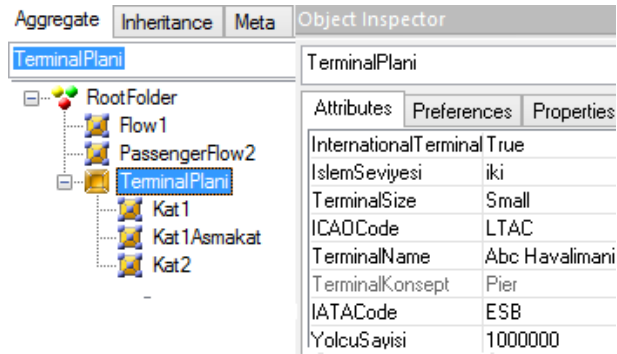 Aggregate Inheritance Meta
TerminalPlani
RootFolder
Flow1
PassengerFlow2
TerminalPlani
Kat1
Kat1Asmakat
Kat2
Object Inspector
TerminalPlani
Attributes Preferences Properties
InternationalTerminal True
IslemSeviyesi iki
TerminalSize Small
ICAOCode LTAC
TerminalName Abc Havalimani
TerminalKonsept Pier
IATACode ESB
YolcuSayisi 1000000